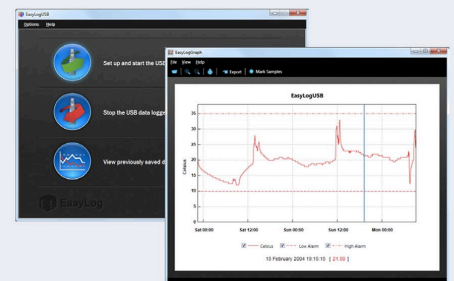 EasyLogUSB
Options Help
Set up and start the USB
Stop the USB data logge
View previously saved d
EasyLog
EasyLogGraph
File View Help
Export Mark Samples
EasyLogUSB
Celsius
35
30
25
20
15
10
5
0
Sat 00:00 Sat 12:00 Sun 00:00 Sun 12:00 Mon 00:00
Celsius Low Alarm High Alarm
15 February 2004 19:10:10 [ 21.00 ]